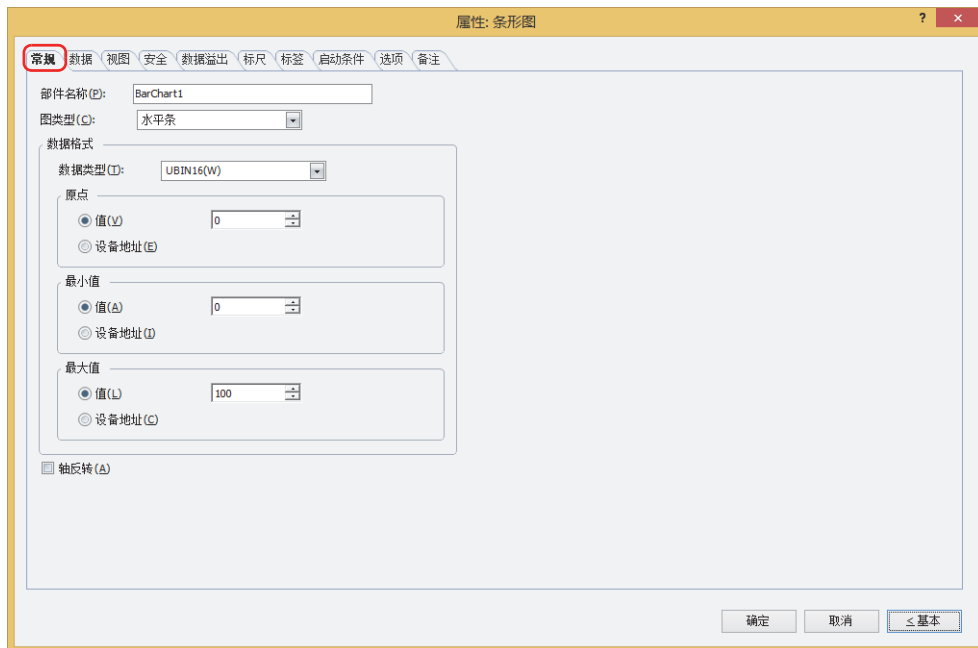 属性: 条形图
?
常规 数据 视图 安全 数据溢出 标尺 标签 启动条件 选项 备注
部件名称(P): BarChart1
图类型(C): 水平条
数据格式
数据类型(T): UBIN16(W)
原点
值(V) 0
设备地址(E)
最小值
值(A) 0
设备地址(I)
最大值
值(L) 100
设备地址(C)
轴反转(A)
确定 取消 <基本